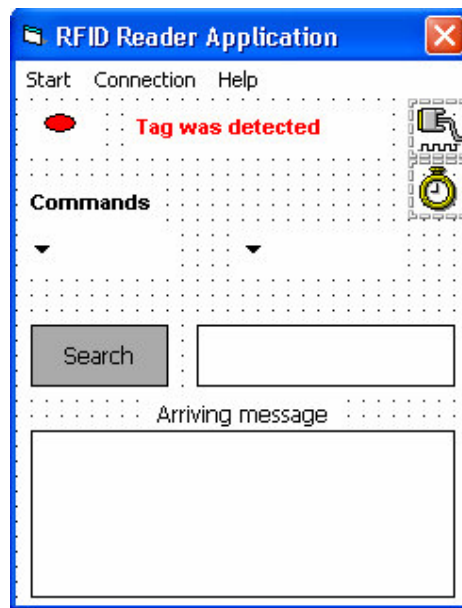 RFID Reader Application
Start Connection Help
Tag was detected
Commands
Search
Arriving message